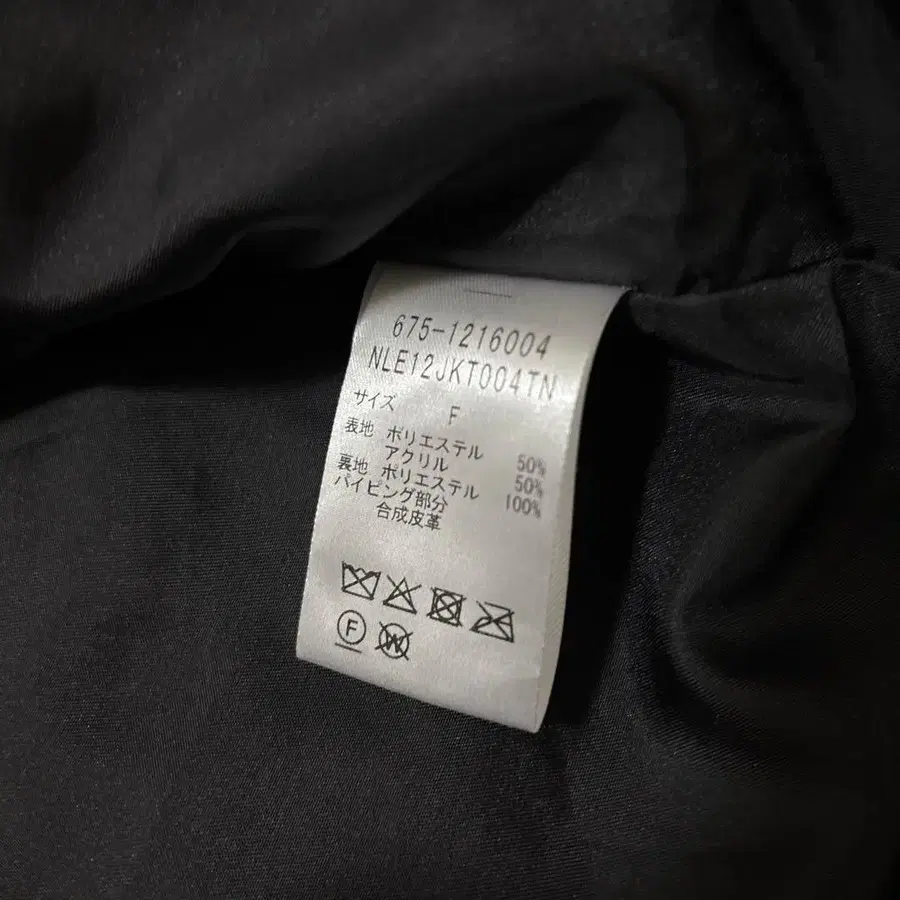 675-1216004
NLE12JKT004TN
サイズ F
表地 ポリエステル 50%
アクリル 50%
裏地 ポリエステル 100%
パイピング部分
合成皮革
F W